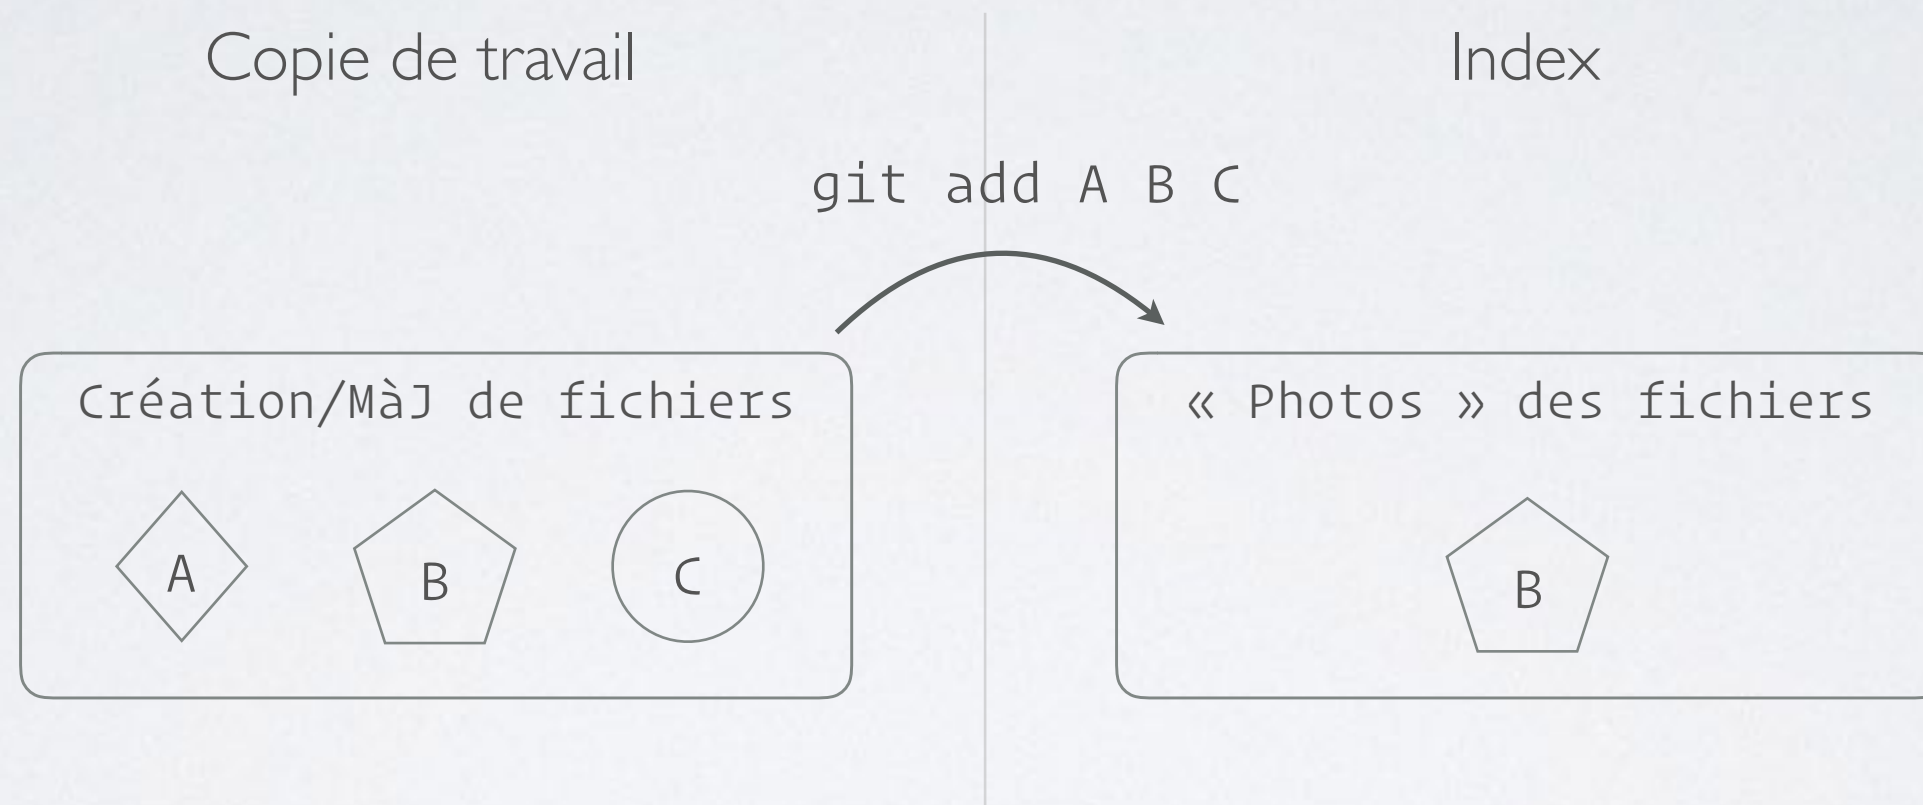 Copie de travail
Index
git add A B C
Création/MàJ de fichiers
« Photos » des fichiers
A
B
C
B